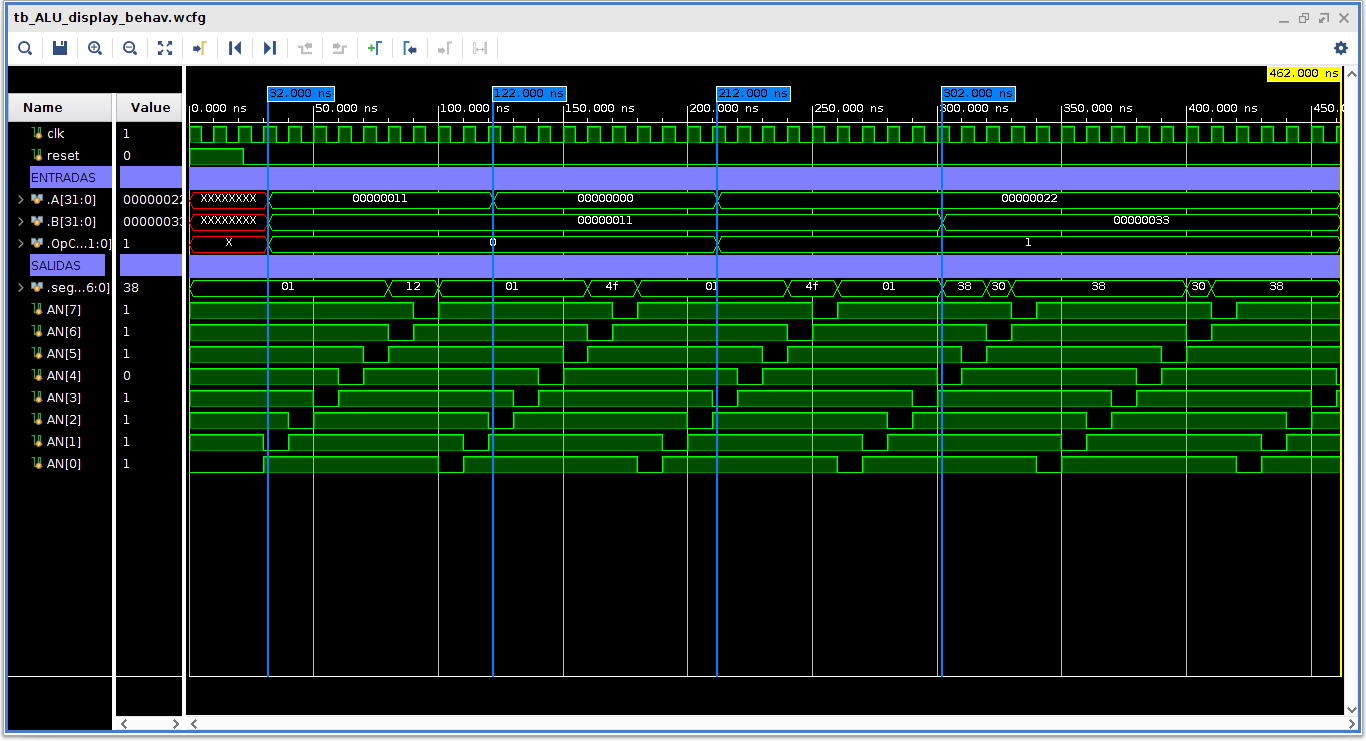 tb_ALU_display_behav.wcfg
462.000 ns
32.000 ns 122.000 ns 212.000 ns 302.000 ns
Name Value 0.000 ns 50.000 ns 100.000 ns 150.000 ns 200.000 ns 250.000 ns 300.000 ns 350.000 ns 400.000 ns 450.
clk 1
reset 0
ENTRADAS
.A[31:0] 00000022 XXXXXXXX 00000011 00000000 00000022
.B[31:0] 00000033 XXXXXXXX 00000011 00000033
.OpC...1:0] 1 X 0 1
SALIDAS
.seg...6:0] 38 01 12 01 4f 01 4f 01 38 30 38 30 38
AN[7] 1
AN[6] 1
AN[5] 1
AN[4] 0
AN[3] 1
AN[2] 1
AN[1] 1
AN[0] 1